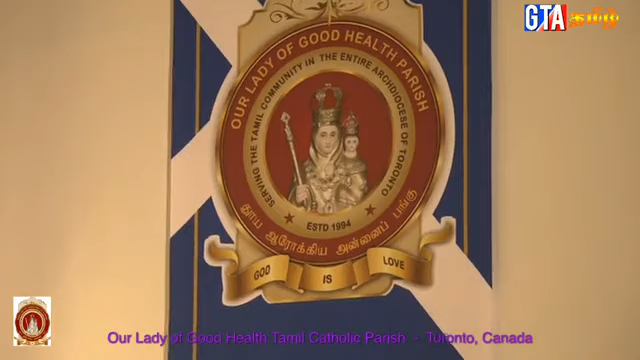 GTA தமிழ்
OUR LADY OF GOOD HEALTH PARISH
SERVING THE TAMIL COMMUNITY IN THE ENTIRE ARCHDIOCESE OF TORONTO
ESTD 1994
தூய ஆரோக்கிய அன்னைப் பங்கு
GOD IS LOVE
Our Lady of Good Health Tamil Catholic Parish - Toronto, Canada